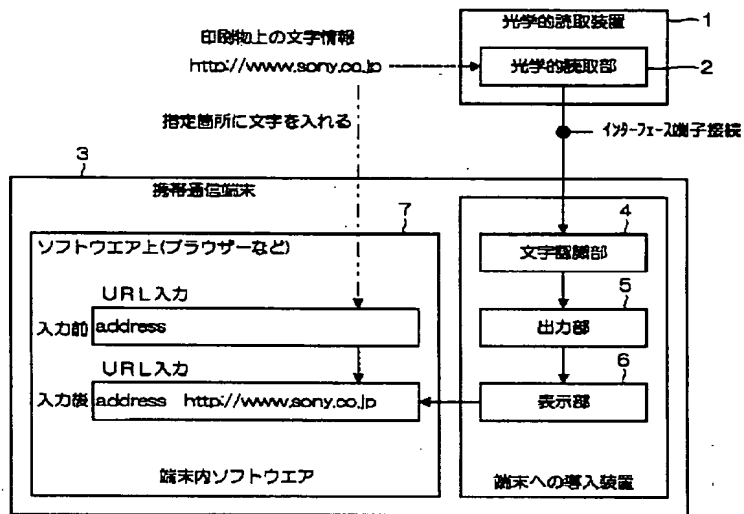 光学的読取装置
1
印刷物上の文字情報
http://www.sony.co.jp
光学的読取部
2
指定箇所に文字を入れる
インターフェース端子接続
3
携帯通信端末
7
ソフトウエア上(ブラウザーなど)
4
文字認識部
URL入力
5
入力前
address
出力部
URL入力
6
入力後
address http://www.sony.co.jp
表示部
端末内ソフトウエア
端末への導入装置